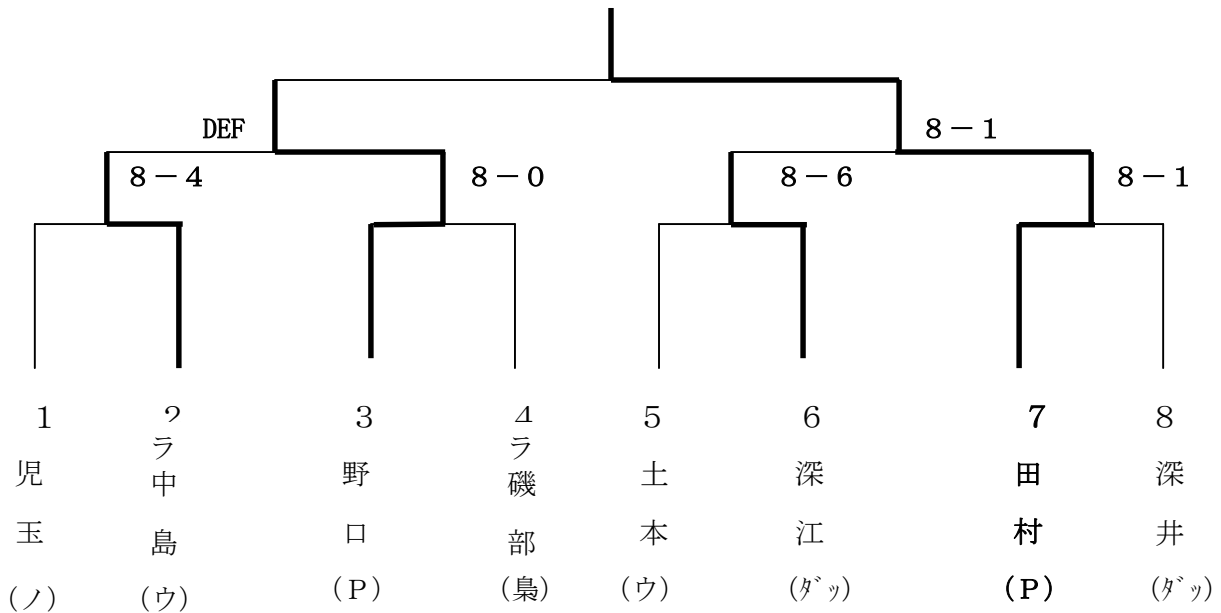 DEF
8－1
8－4
8－0
8－6
8－1
1
2
3
4
5
6
7
8
児玉
ラ中島
野口
ラ磯部
土本
深江
田村
深井
(ノ)
(ウ)
(P)
(梟)
(ウ)
(ﾀﾞｯ)
(P)
(ﾀﾞｯ)